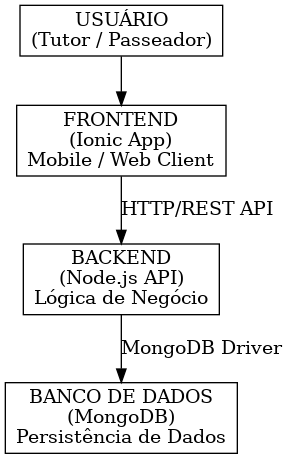 USUÁRIO
(Tutor / Passeador)
FRONTEND
(Ionic App)
Mobile / Web Client
HTTP/REST API
BACKEND
(Node.js API)
Lógica de Negócio
MongoDB Driver
BANCO DE DADOS
(MongoDB)
Persistência de Dados